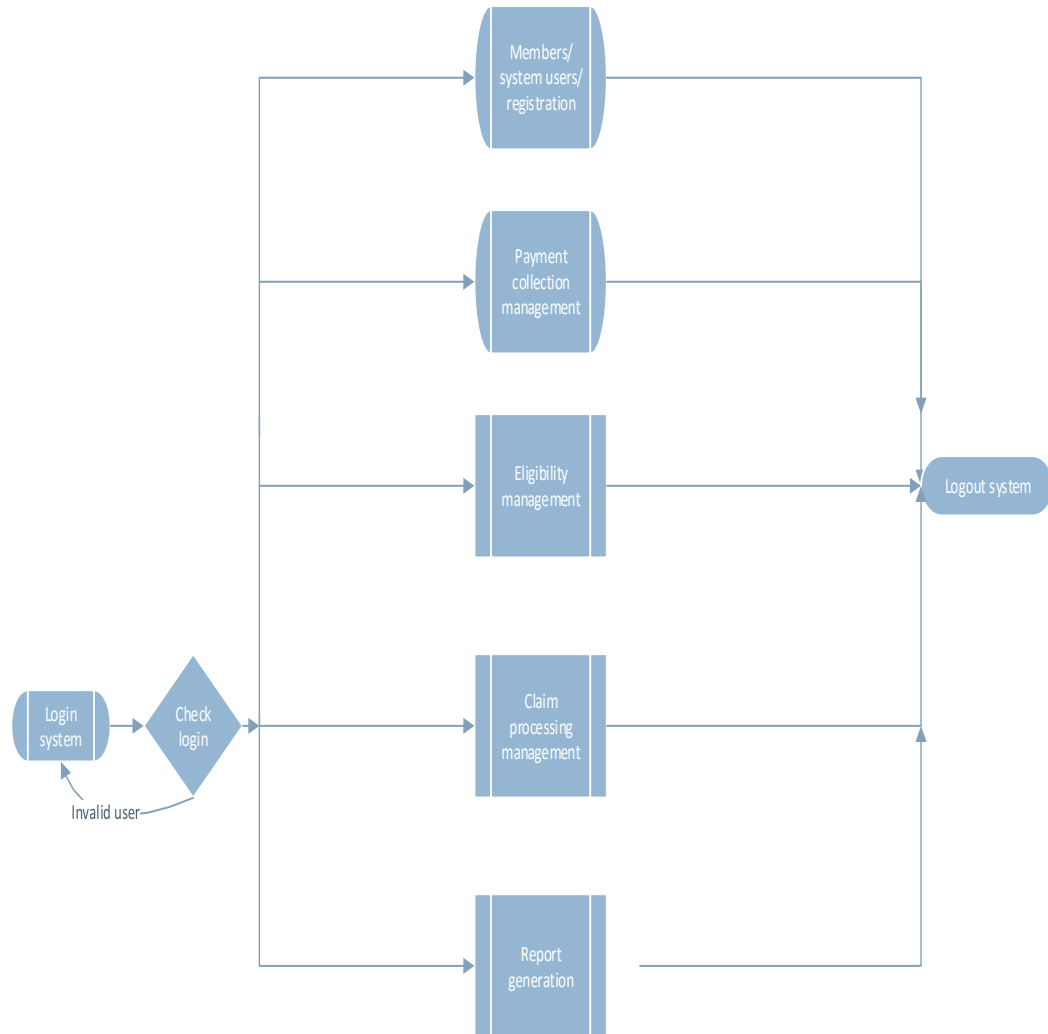 Members/
system users/
registration
Payment
collection
management
Eligibility
management
Logout system
Login
system
Check
login
Claim
processing
management
Invalid user
Report
generation